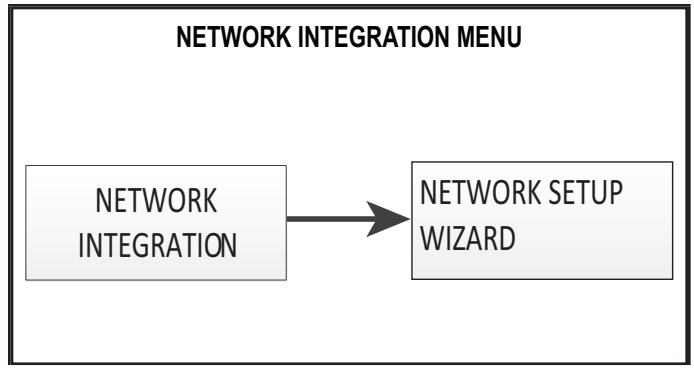 NETWORK INTEGRATION MENU
NETWORK
INTEGRATION
NETWORK SETUP
WIZARD